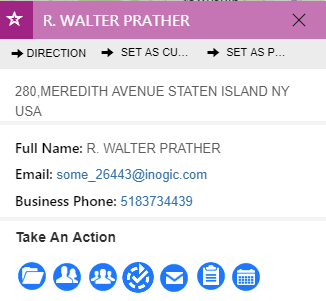 R. WALTER PRATHER
DIRECTION SET AS CU... SET AS P...
280,MEREDITH AVENUE STATEN ISLAND NY
USA
Full Name: R. WALTER PRATHER
Email: some_26443@inogic.com
Business Phone: 5183734439
Take An Action